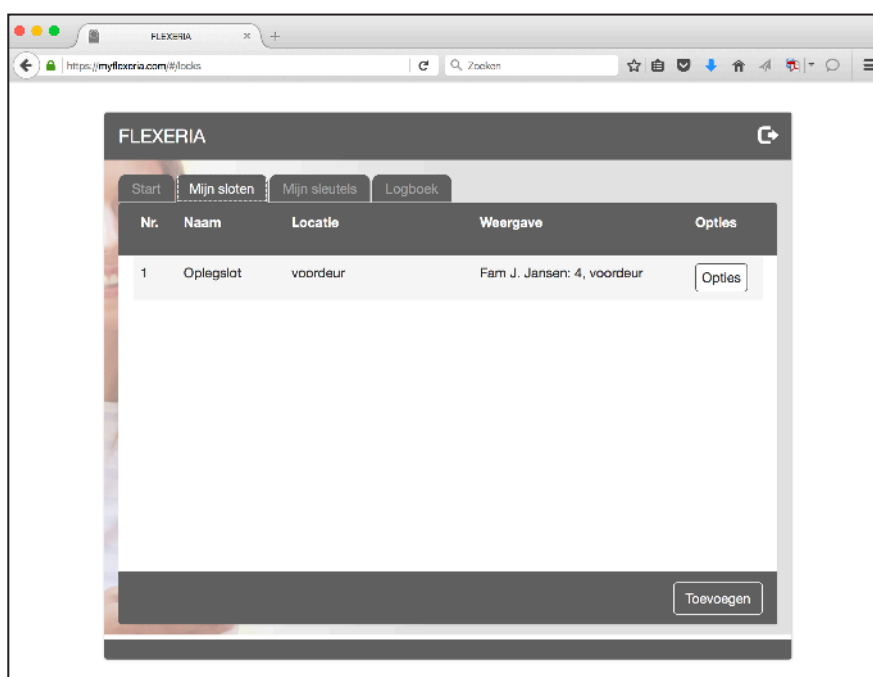 FLEXERIA
https://myflexeria.com/#/locks
Zoeken
FLEXERIA
Start Mijn sloten Mijn sleutels Logboek
Nr. Naam Locatie Weergave Opties
1 Oplegslot voordeur Fam J. Jansen: 4, voordeur Opties
Toevoegen